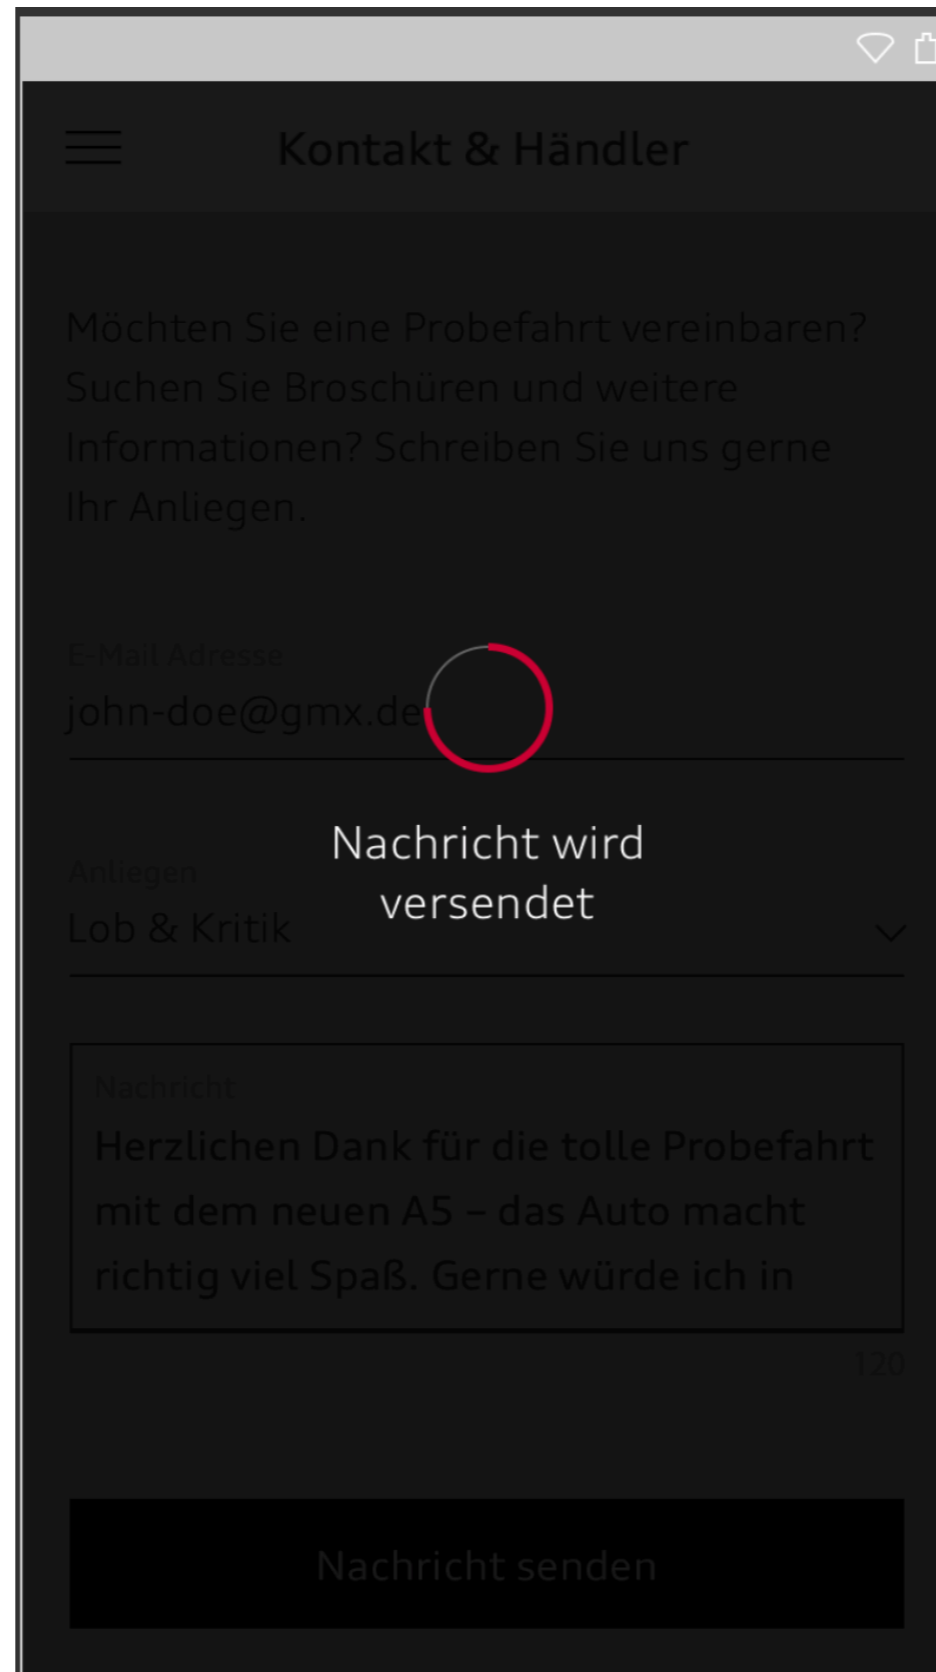 Kontakt & Händler
Möchten Sie eine Probefahrt vereinbaren?
Suchen Sie Broschüren und weitere
Informationen? Schreiben Sie uns gerne
Ihr Anliegen.
E-Mail Adresse
john-doe@gmx.de
Nachricht wird
versendet
Anliegen
Lob & Kritik
Nachricht
Herzlichen Dank für die tolle Probefahrt
mit dem neuen A5 – das Auto macht
richtig viel Spaß. Gerne würde ich in
120
Nachricht senden